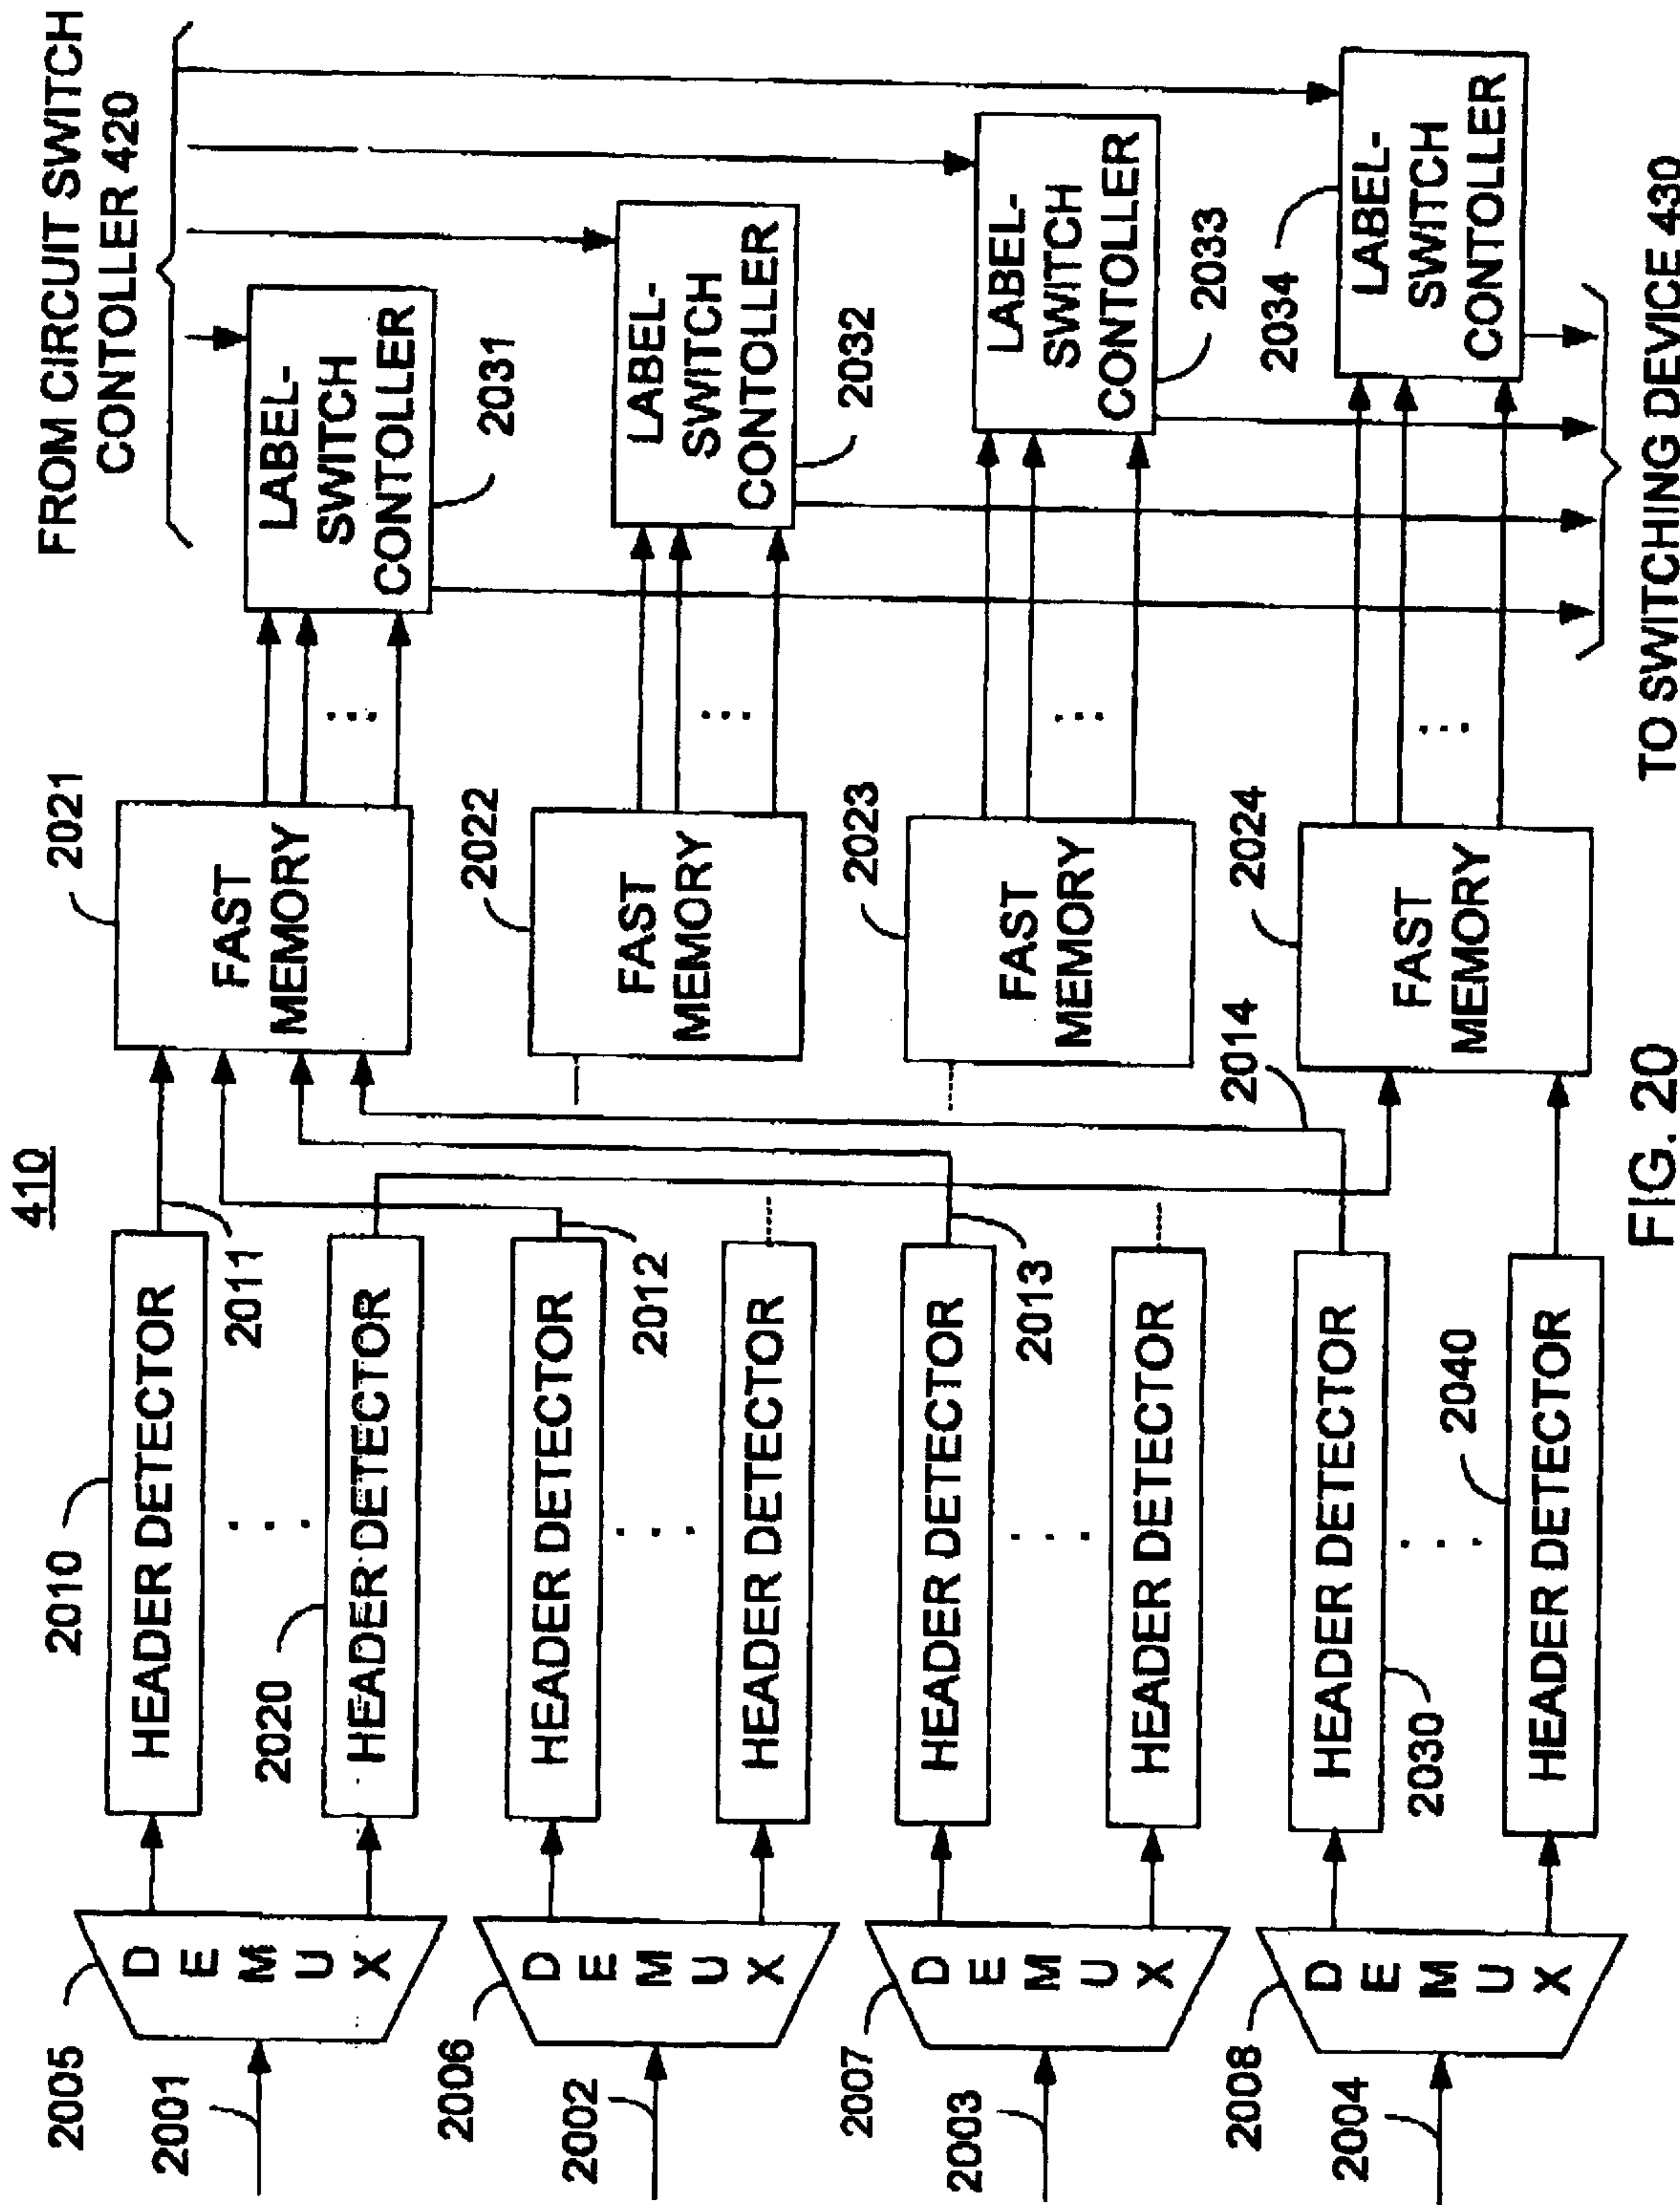 410
FROM CIRCUIT SWITCH
CONTOLLER 420
2005
2001
DEMUX
2010
HEADER DETECTOR
2011
2020
HEADER DETECTOR
2021
FAST
MEMORY
LABEL-
SWITCH
CONTOLLER
2031
2006
2002
DEMUX
HEADER DETECTOR
2012
HEADER DETECTOR
2022
FAST
MEMORY
LABEL-
SWITCH
CONTOLLER
2032
2007
2003
DEMUX
HEADER DETECTOR
2013
HEADER DETECTOR
2023
FAST
MEMORY
LABEL-
SWITCH
CONTOLLER
2033
2008
2004
DEMUX
HEADER DETECTOR
2030
2014
2040
HEADER DETECTOR
2024
FAST
MEMORY
2034
LABEL-
SWITCH
CONTOLLER
TO SWITCHING DEVICE 430
FIG. 20